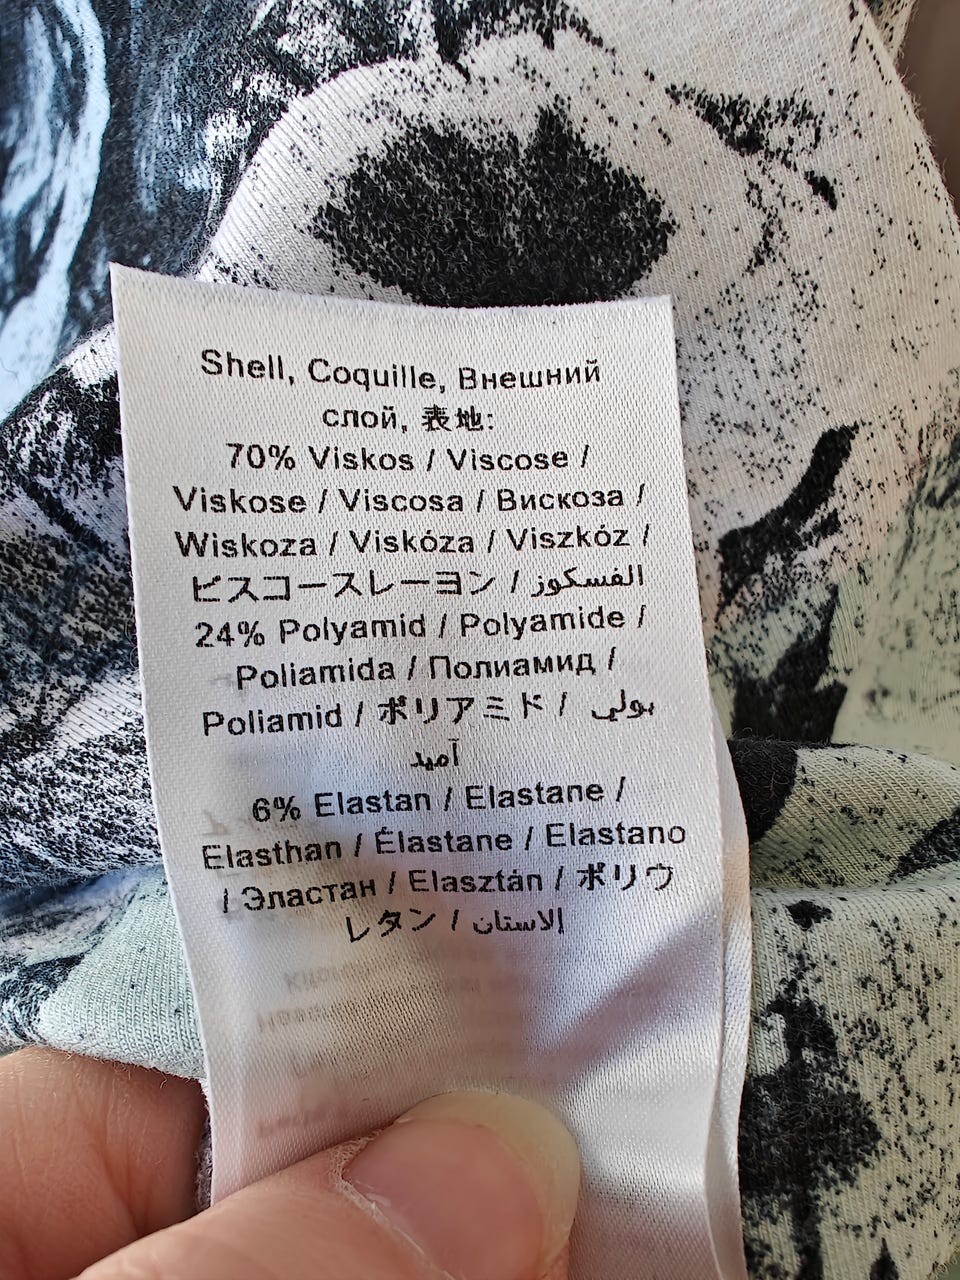 Shell, Coquille, Внешний
слой, 表地:
70% Viskos / Viscose /
Viskose / Viscosa / Вискоза /
Wiskoza / Viskóza / Viszkóz /
ビスコースレーヨン / الفسكوز
24% Polyamid / Polyamide /
Poliamida / Полиамид /
Poliamid / ポリアミド / بولي
آميد
6% Elastan / Elastane /
Elasthan / Élastane / Elastano
/ Эластан / Elasztán / ポリウ
レタン / الاستان